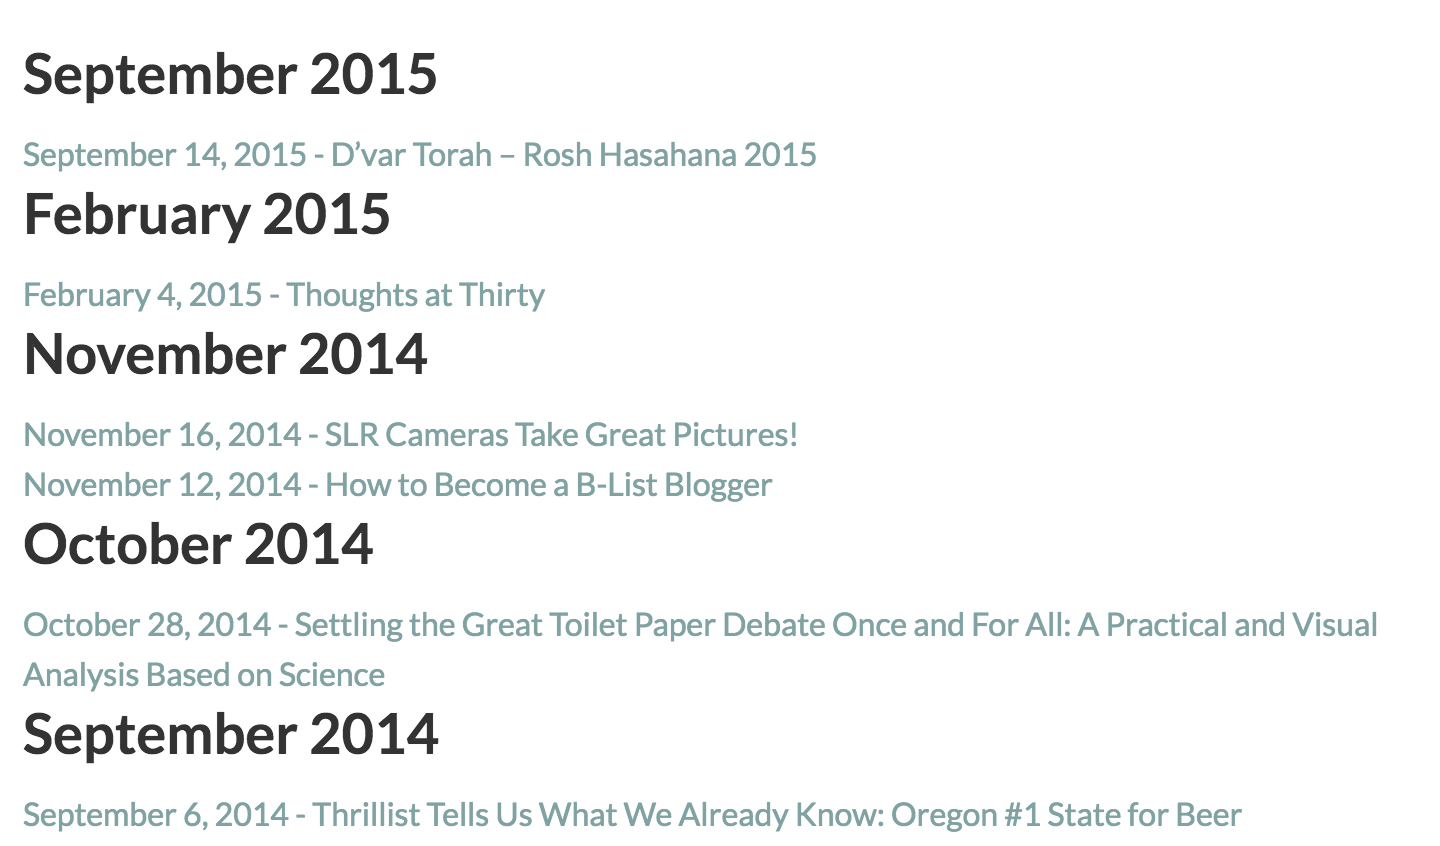 September 2015
September 14, 2015 - D’var Torah – Rosh Hasahana 2015
February 2015
February 4, 2015 - Thoughts at Thirty
November 2014
November 16, 2014 - SLR Cameras Take Great Pictures!
November 12, 2014 - How to Become a B-List Blogger
October 2014
October 28, 2014 - Settling the Great Toilet Paper Debate Once and For All: A Practical and Visual
Analysis Based on Science
September 2014
September 6, 2014 - Thrillist Tells Us What We Already Know: Oregon #1 State for Beer